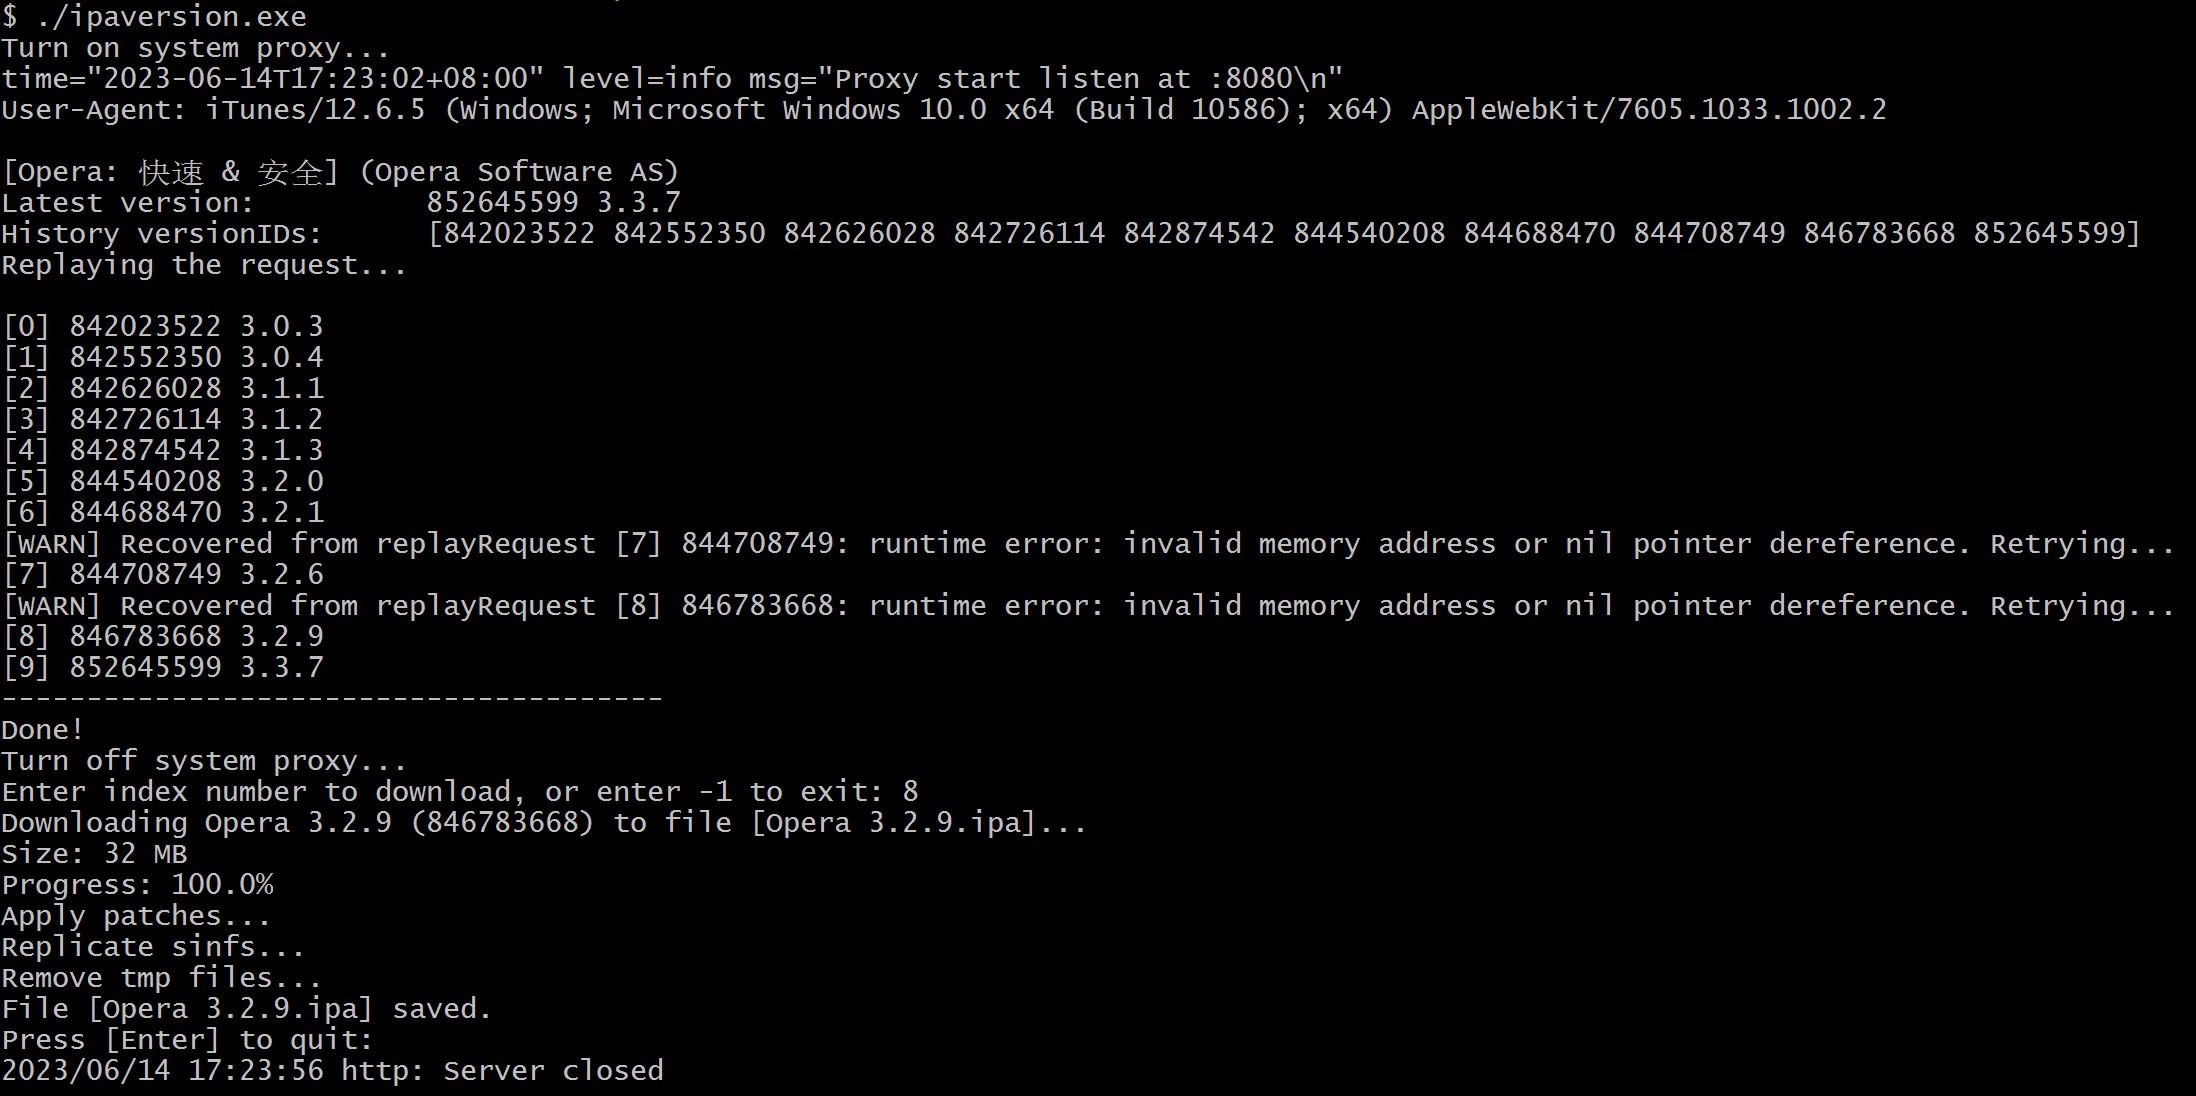 $ ./ipaversion.exe
Turn on system proxy...
time="2023-06-14T17:23:02+08:00" level=info msg="Proxy start listen at :8080\n"
User-Agent: iTunes/12.6.5 (Windows; Microsoft Windows 10.0 x64 (Build 10586); x64) AppleWebKit/7605.1033.1002.2
[Opera: 快速 & 安全] (Opera Software AS)
Latest version: 852645599 3.3.7
History versionIDs: [842023522 842552350 842626028 842726114 842874542 844540208 844688470 844708749 846783668 852645599]
Replaying the request...
[0] 842023522 3.0.3
[1] 842552350 3.0.4
[2] 842626028 3.1.1
[3] 842726114 3.1.2
[4] 842874542 3.1.3
[5] 844540208 3.2.0
[6] 844688470 3.2.1
[WARN] Recovered from replayRequest [7] 844708749: runtime error: invalid memory address or nil pointer dereference. Retrying...
[7] 844708749 3.2.6
[WARN] Recovered from replayRequest [8] 846783668: runtime error: invalid memory address or nil pointer dereference. Retrying...
[8] 846783668 3.2.9
[9] 852645599 3.3.7
---------------------------------------
Done!
Turn off system proxy...
Enter index number to download, or enter -1 to exit: 8
Downloading Opera 3.2.9 (846783668) to file [Opera 3.2.9.ipa]...
Size: 32 MB
Progress: 100.0%
Apply patches...
Replicate sinfs...
Remove tmp files...
File [Opera 3.2.9.ipa] saved.
Press [Enter] to quit:
2023/06/14 17:23:56 http: Server closed